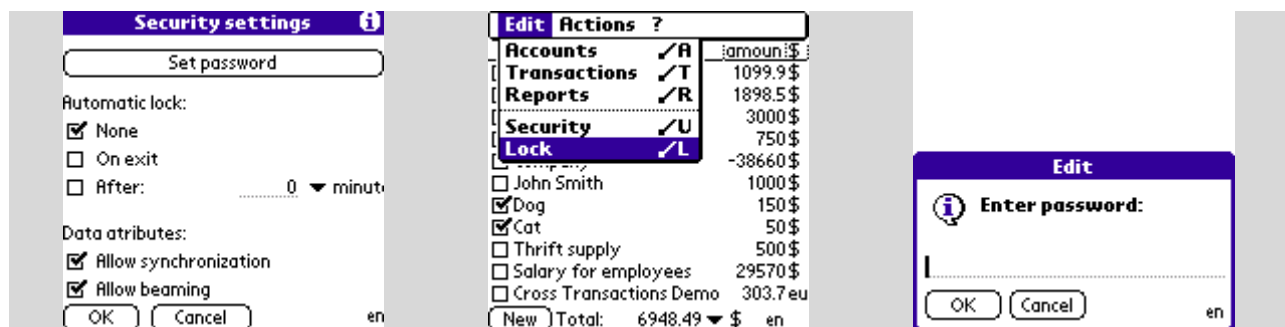 Security settings
Set password
Automatic lock:
None
On exit
After: 0 minut
Data atributes:
Allow synchronization
Allow beaming
OK Cancel en
Edit Actions ?
Accounts /A amoun $
Transactions /T 1099.9 $
Reports /R 1898.5 $
3000 $
Security /U 750 $
Lock /L -38660 $
John Smith 1000 $
Dog 150 $
Cat 50 $
Thrift supply 500 $
Salary for employees 29570 $
Cross Transactions Demo 303.7 eu
New Total: 6948.49 $ en
Edit
Enter password:
OK Cancel en